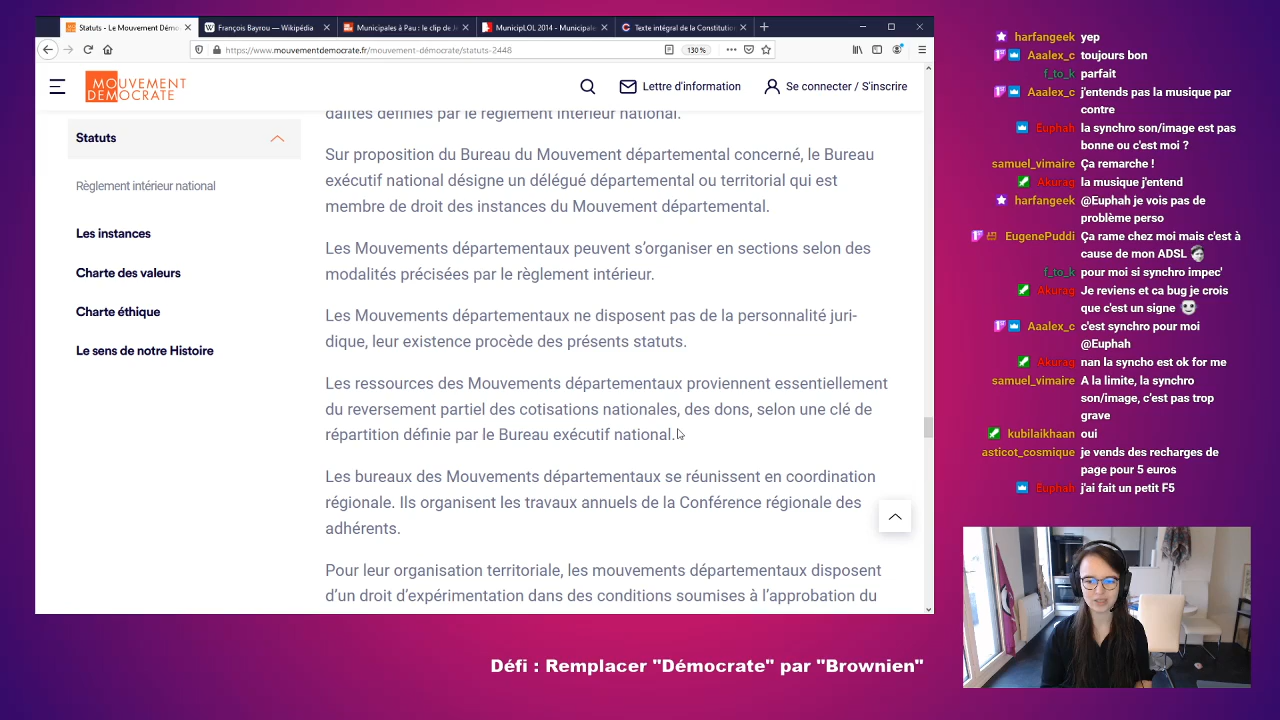 Statuts - Le Mouvement Démo
François Bayrou — Wikipédia
Municipales à Pau : le clip de Je
MunicipLOL 2014 - Municipale
Texte intégral de la Constitution
https://www.mouvementdemocrate.fr/mouvement-démocrate/statuts-2448
130 %
MOUVEMENT
DEMOCRATE
Lettre d'information
Se connecter / S'inscrire
Statuts
Règlement intérieur national
Les instances
Charte des valeurs
Charte éthique
Le sens de notre Histoire
dalités définies par le règlement intérieur national.
Sur proposition du Bureau du Mouvement départemental concerné, le Bureau
exécutif national désigne un délégué départemental ou territorial qui est
membre de droit des instances du Mouvement départemental.
Les Mouvements départementaux peuvent s’organiser en sections selon des
modalités précisées par le règlement intérieur.
Les Mouvements départementaux ne disposent pas de la personnalité juri-
dique, leur existence procède des présents statuts.
Les ressources des Mouvements départementaux proviennent essentiellement
du reversement partiel des cotisations nationales, des dons, selon une clé de
répartition définie par le Bureau exécutif national.
Les bureaux des Mouvements départementaux se réunissent en coordination
régionale. Ils organisent les travaux annuels de la Conférence régionale des
adhérents.
Pour leur organisation territoriale, les mouvements départementaux disposent
d’un droit d’expérimentation dans des conditions soumises à l’approbation du
harfangeek yep
Aaalex_c toujours bon
f_to_k parfait
Aaalex_c j'entends pas la musique par
contre
Euphah la synchro son/image est pas
bonne ou c'est moi ?
samuel_vimaire Ça remarche !
Akurag la musique j'entend
harfangeek @Euphah je vois pas de
problème perso
EugenePuddi Ça rame chez moi mais c'est à
cause de mon ADSL
f_to_k pour moi si synchro impec'
Akurag Je reviens et ca bug je crois
que c'est un signe
Aaalex_c c'est synchro pour moi
@Euphah
Akurag nan la syncho est ok for me
samuel_vimaire A la limite, la synchro
son/image, c'est pas trop
grave
kubilaikhaan oui
asticot_cosmique je vends des recharges de
page pour 5 euros
Euphah j'ai fait un petit F5
Défi : Remplacer "Démocrate" par "Brownien"